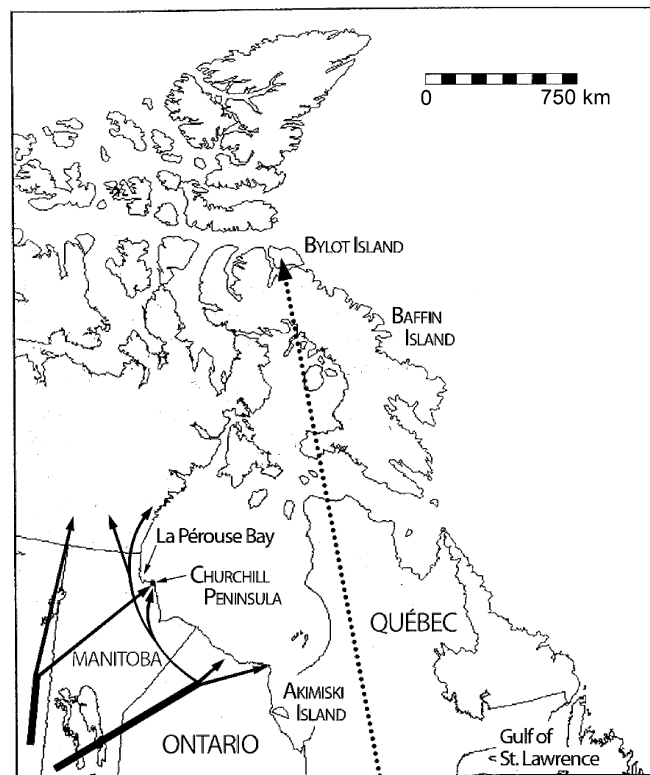 0 750 km
BYLOT ISLAND
BAFFIN
ISLAND
La Pérouse Bay
CHURCHILL
PENINSULA
QUÉBEC
MANITOBA
AKIMISKI
ISLAND
ONTARIO
Gulf of
St. Lawrence